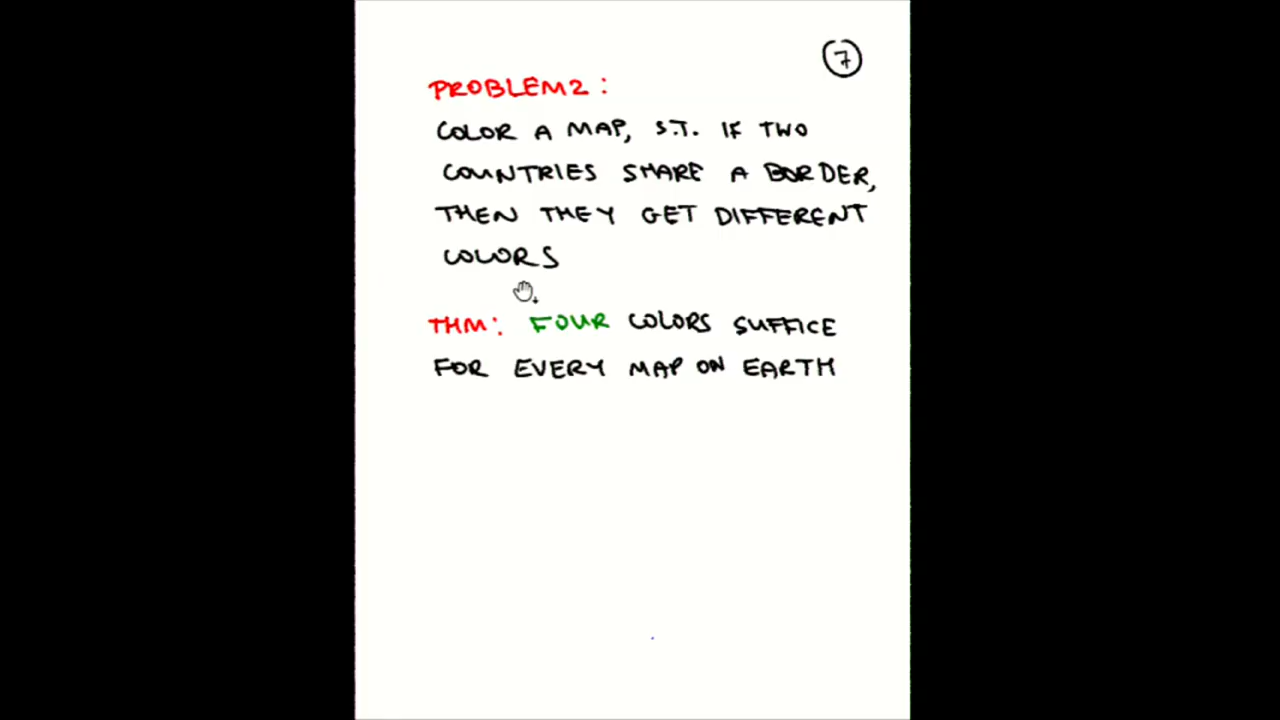 7
PROBLEM 2:
COLOR A MAP, S.T. IF TWO
COUNTRIES SHARE A BORDER,
THEN THEY GET DIFFERENT
COLORS
THM: FOUR COLORS SUFFICE
FOR EVERY MAP ON EARTH